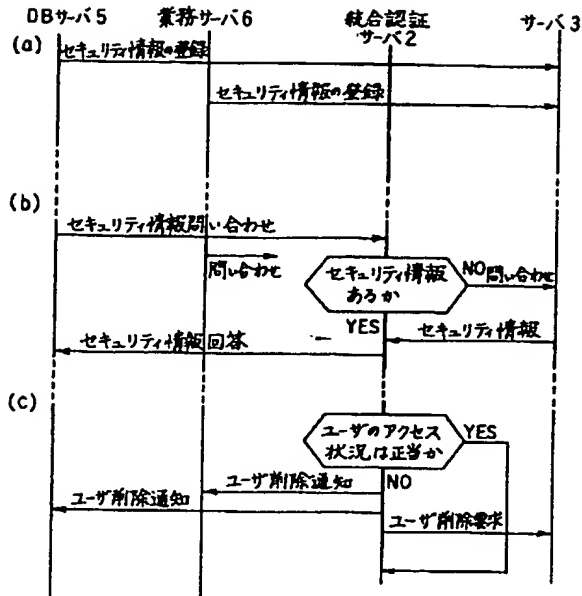 DBサーバ5 業務サーバ6 統合認証 サーバ3
サーバ2
(a)
セキュリティ情報の登録
セキュリティ情報の登録
(b)
セキュリティ情報問い合わせ
問い合わせ
セキュリティ情報
あるか
NO 問い合わせ
YES
セキュリティ情報回答
セキュリティ情報
(c)
ユーザのアクセス
状況は正当か
YES
NO
ユーザ削除通知
ユーザ削除通知
ユーザ削除要求